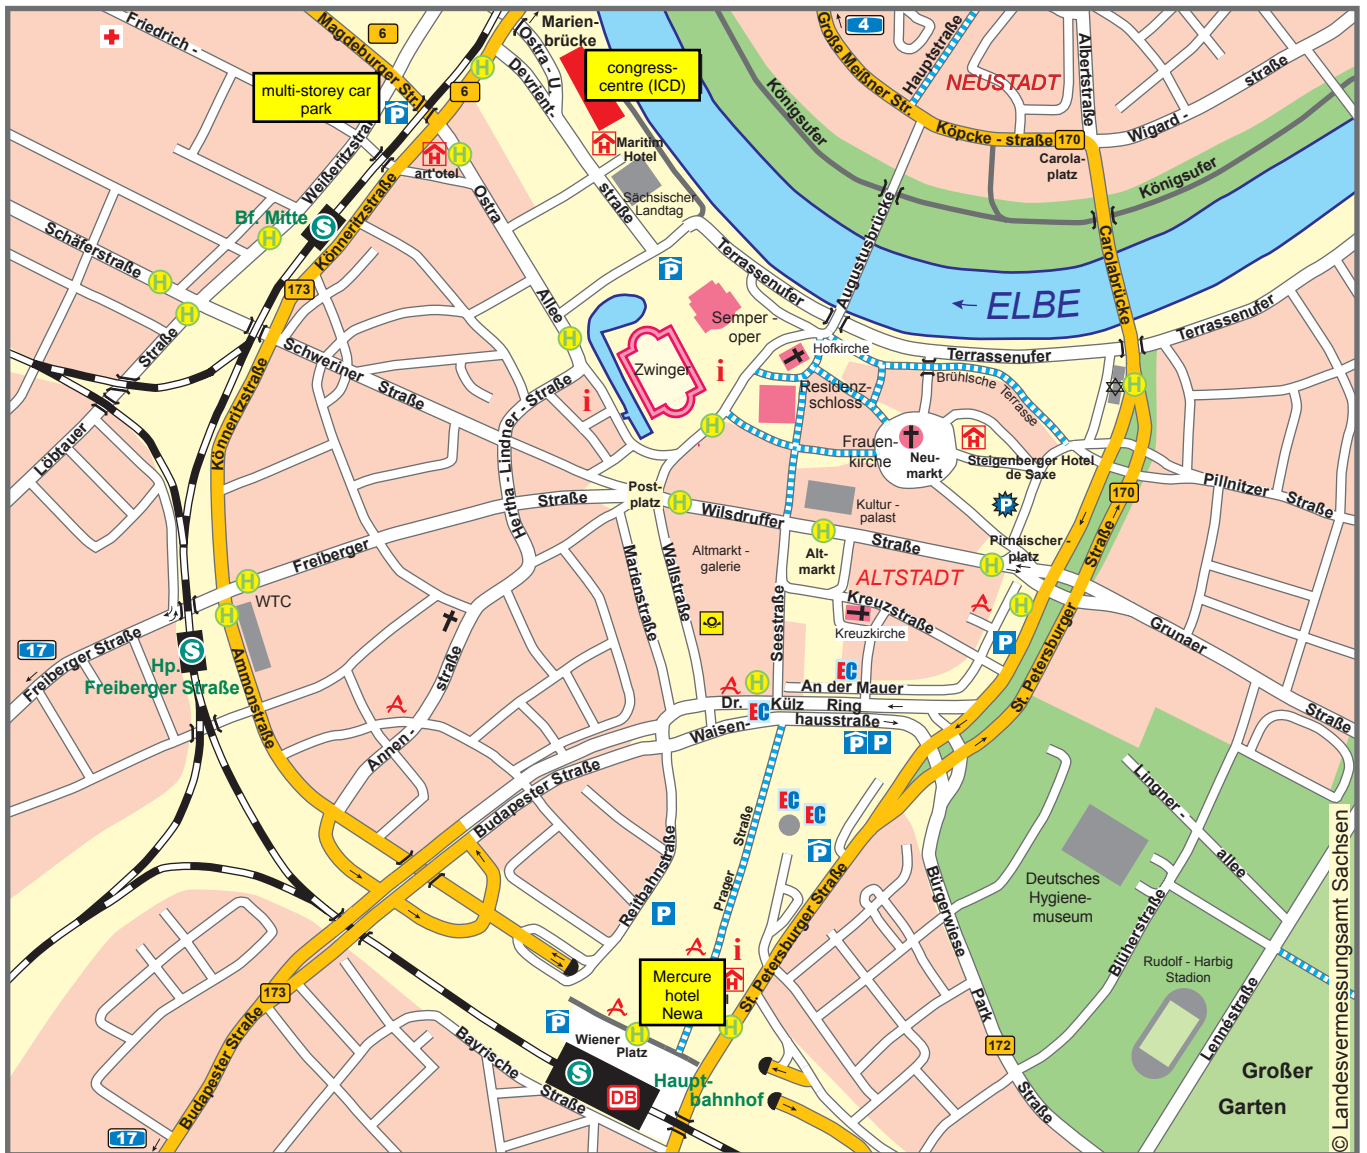 Friedrich -
Magdeburger Str.
6
Marien-
brücke
Ostra - U.
Devrient-
straße
congress-
centre (ICD)
multi-storey car
park
P
H
6
Große Meißner Str.
4
Hauptstraße
NEUSTADT
Albertstraße
straße
Wigard -
Köpcke - straße
170
Carola-
platz
Königsufer
Königsufer
Weißeritzstraße
H
art'otel
H
Maritim
Hotel
Sächsischer
Landtag
Ostra
Allee
Bf. Mitte
S
H
Könneritzstraße
173
Schäferstraße
H
H
Straße
Löbtauer
Terrassenufer
Augustusbrücke
Carolabrücke
← ELBE
Terrassenufer
Terrassenufer
P
Semper -
oper
Zwinger
i
i
H
Hofkirche
Residenz-
schloss
Brühlsche
Terrasse
H
Schweriner
Straße
Hertha - Lindner - Straße
Könneritzstraße
H
Frauen-
kirche
Neu-
markt
H
Steigenberger Hotel
de Saxe
P
170
Pillnitzer
Straße
Post-
platz
H
Wilsdruffer
Straße
H
Kultur -
palast
Pirnaischer -
platz
H
Freiberger
Straße
H
WTC
H
Altmarkt -
galerie
Alt-
markt
ALTSTADT
Kreuzstraße
Kreuzkirche
H
P
Grunaer
Straße
St. Petersburger
Straße
Marienstraße
Wallstraße
Seestraße
17
Freiberger Straße
S
Hp.
Freiberger Straße
Ammonstraße
Annen-
straße
EC
An der Mauer
H
Dr.
EC
Külz
Ring
Waisen-
hausstraße
P
P
Budapester Straße
Reitbahnstraße
Prager
Straße
EC
EC
P
P
St. Petersburger Straße
Bürgerwiese
Lingner -
allee
Deutsches
Hygiene-
museum
Blüherstraße
Rudolf - Harbig
Stadion
Lennéstraße
Park
Straße
172
Großer
Garten
173
Budapester Straße
17
i
H
Mercure
hotel
Newa
H
P
Wiener
Platz
H
Bayrische
Straße
S
DB
Haupt-
bahnhof
© Landesvermessungsamt Sachsen